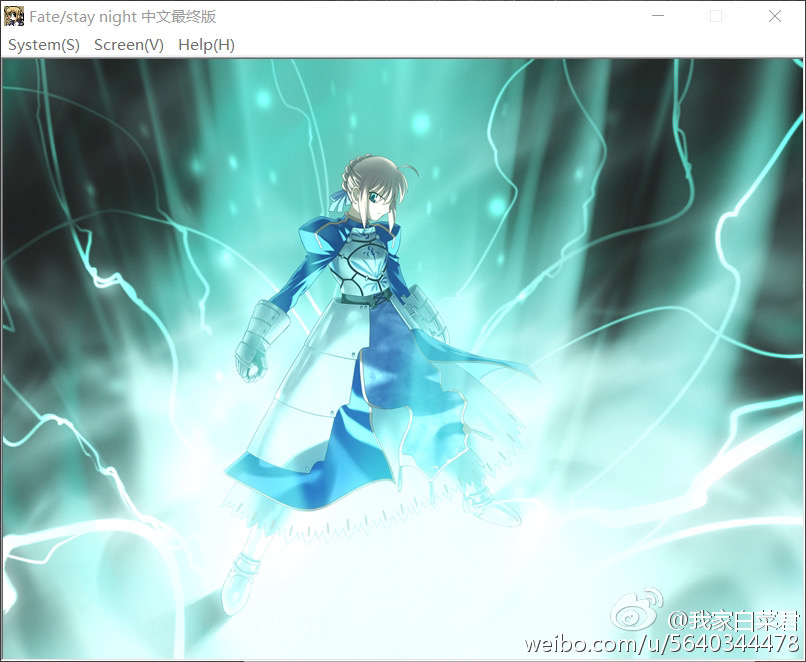 Fate/stay night 中文最终版
System(S) Screen(V) Help(H)
@我家白菜君
weibo.com/u/5640344478